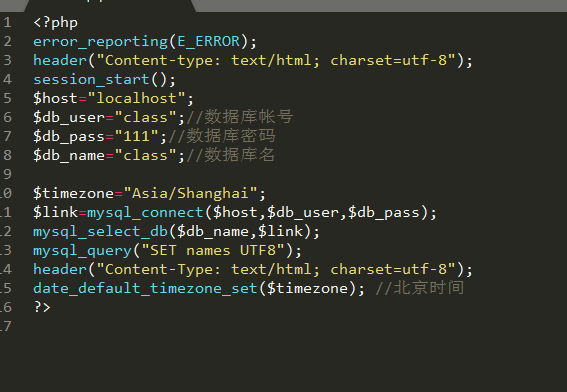 1 <?php
2 error_reporting(E_ERROR);
3 header("Content-type: text/html; charset=utf-8");
4 session_start();
5 $host="localhost";
6 $db_user="class";//数据库帐号
7 $db_pass="111";//数据库密码
8 $db_name="class";//数据库名
9
10 $timezone="Asia/Shanghai";
11 $link=mysql_connect($host,$db_user,$db_pass);
12 mysql_select_db($db_name,$link);
13 mysql_query("SET names UTF8");
14 header("Content-Type: text/html; charset=utf-8");
15 date_default_timezone_set($timezone); //北京时间
16 ?>
17